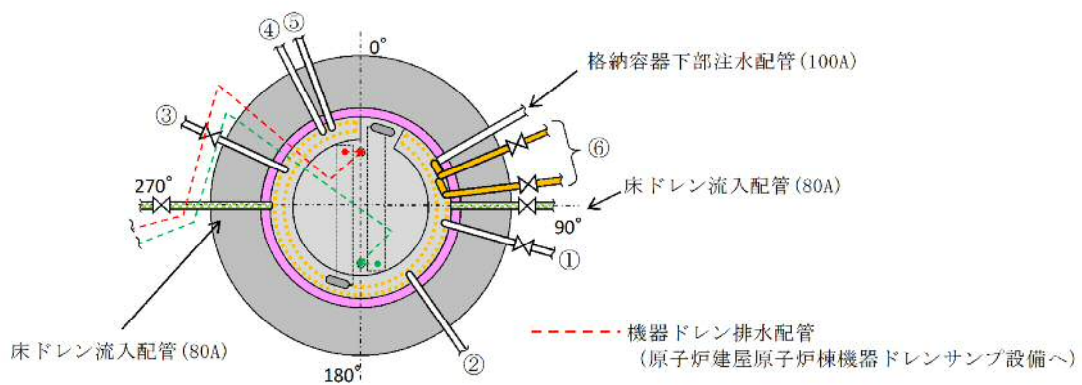 ④ ⑤
0°
格納容器下部注水配管(100A)
③
⑥
270°
床ドレン流入配管(80A)
90°
①
床ドレン流入配管(80A)
機器ドレン排水配管
(原子炉建屋原子炉棟機器ドレンサンプ設備へ)
②
180°